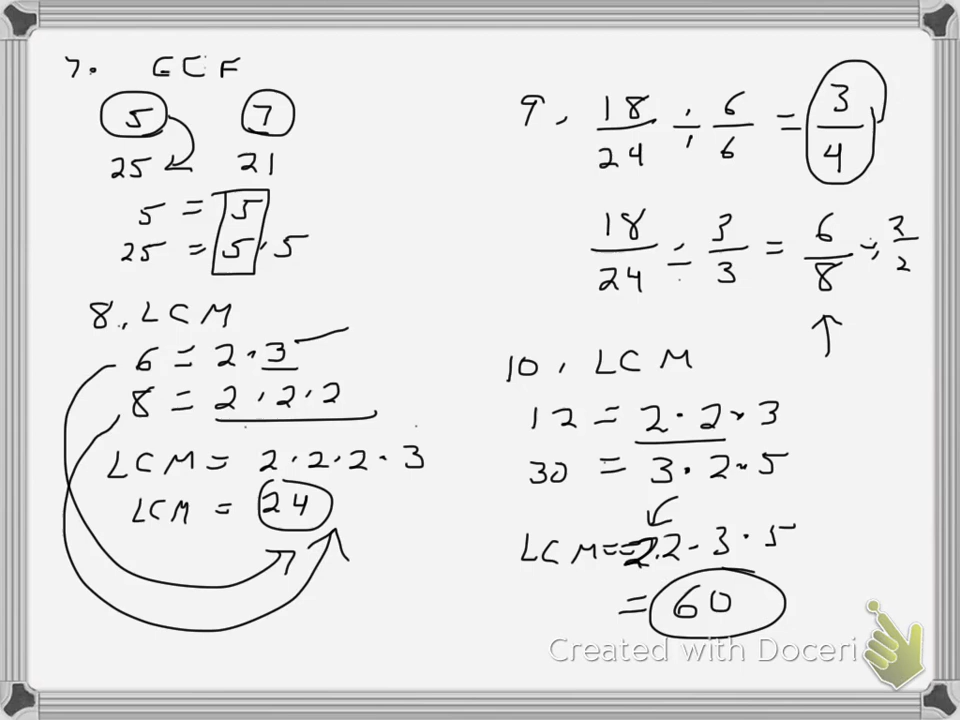 7. GCF
5 7
25 21
5 = 5
25 = 5 · 5
8. LCM
6 = 2 · 3
8 = 2 · 2 · 2
LCM = 2 · 2 · 2 · 3
LCM = 24
9. 18/24 ÷ 6/6 = 3/4
18/24 ÷ 3/3 = 6/8 ÷ 2/2
10. LCM
12 = 2 · 2 · 3
30 = 3 · 2 · 5
LCM = 2 · 2 · 3 · 5
= 60
Created with Doceri